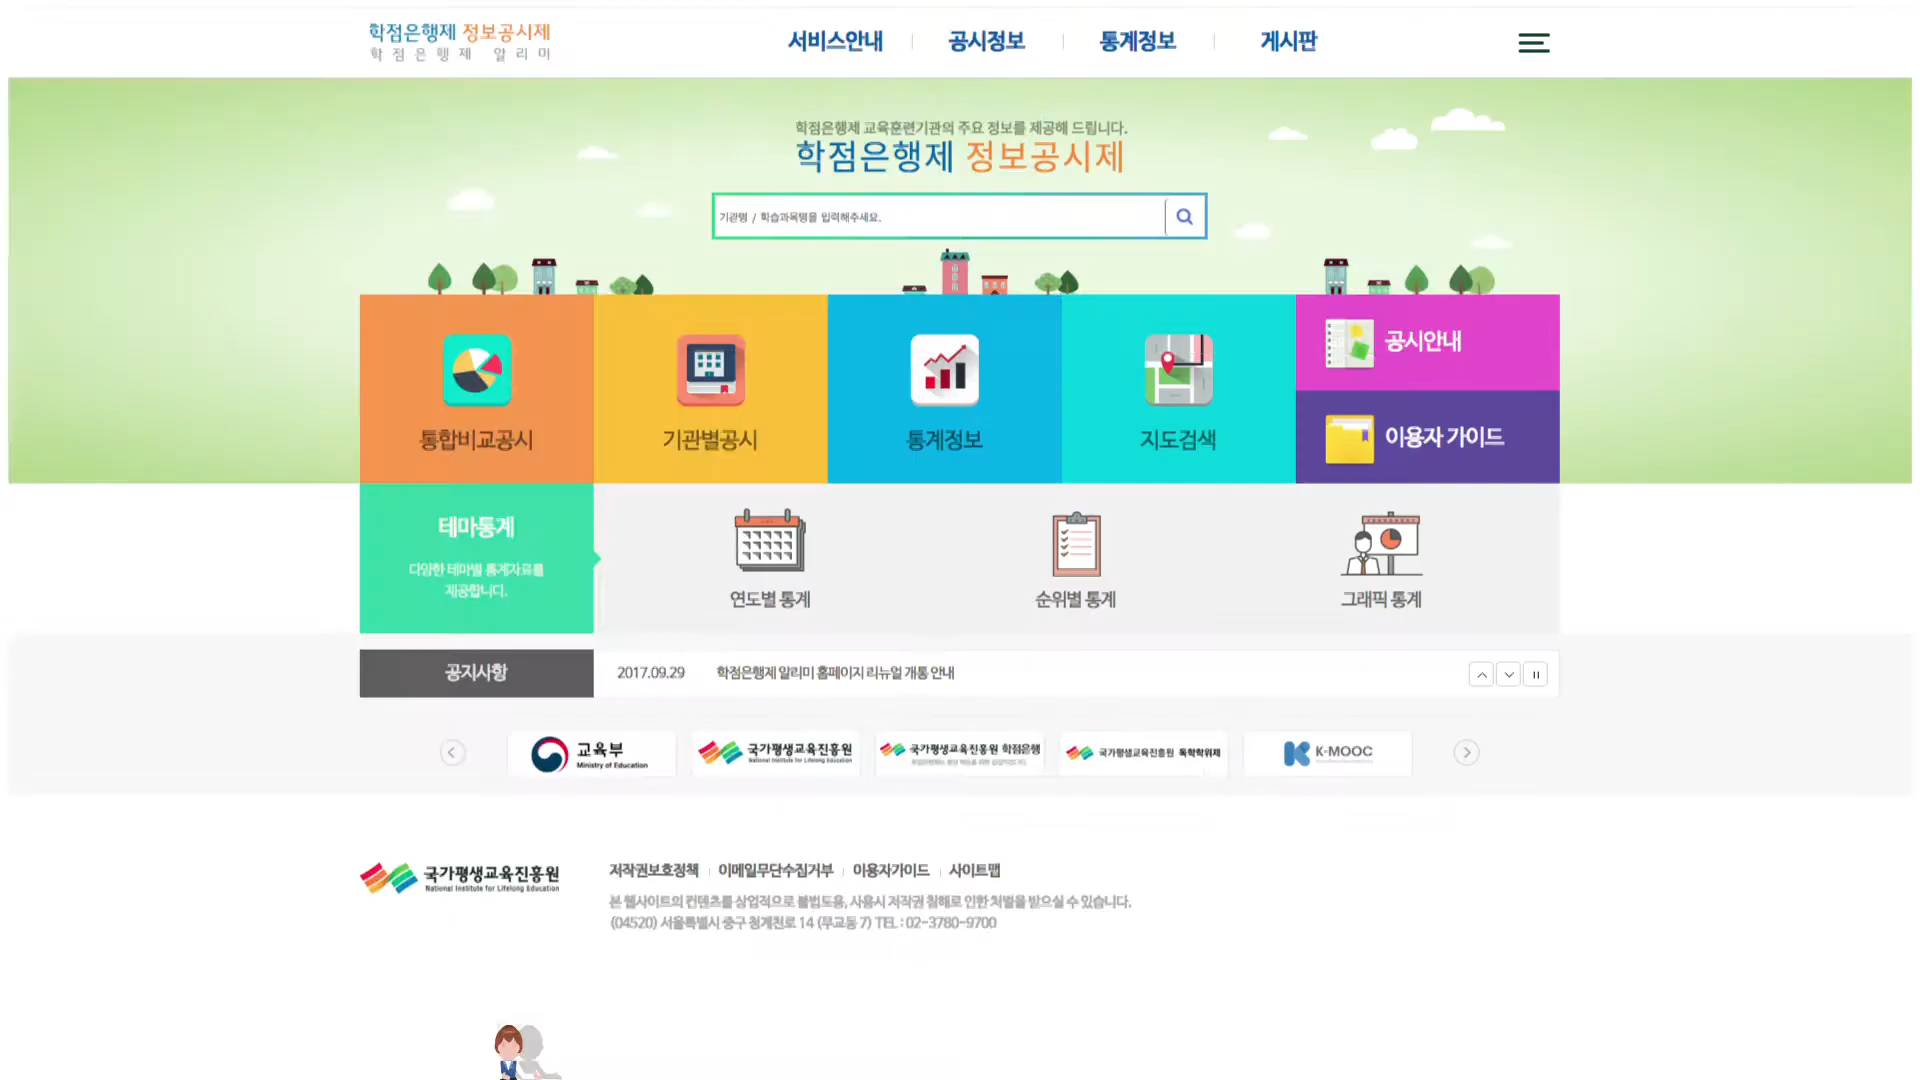 학점은행제 정보공시제
학점은행제 알리미
서비스안내
공시정보
통계정보
게시판
학점은행제 교육훈련기관의 주요 정보를 제공해 드립니다.
학점은행제 정보공시제
기관명 / 학습과목명을 입력해주세요.
통합비교공시
기관별공시
통계정보
지도검색
공시안내
이용자 가이드
테마통계
다양한 테마별 통계자료를
제공합니다.
연도별 통계
순위별 통계
그래픽 통계
공지사항
2017.09.29
학점은행제 알리미 홈페이지 리뉴얼 개통 안내
교육부
Ministry of Education
국가평생교육진흥원
National Institute for Lifelong Education
국가평생교육진흥원 학점은행
국가평생교육진흥원 독학학위제
K-MOOC
국가평생교육진흥원
National Institute for Lifelong Education
저작권보호정책
이메일무단수집거부
이용자가이드
사이트맵
본 웹사이트의 컨텐츠를 상업적으로 불법도용, 사용시 저작권 침해로 인한 처벌을 받으실 수 있습니다.
(04520) 서울특별시 중구 청계천로 14 (무교동 7) TEL : 02-3780-9700